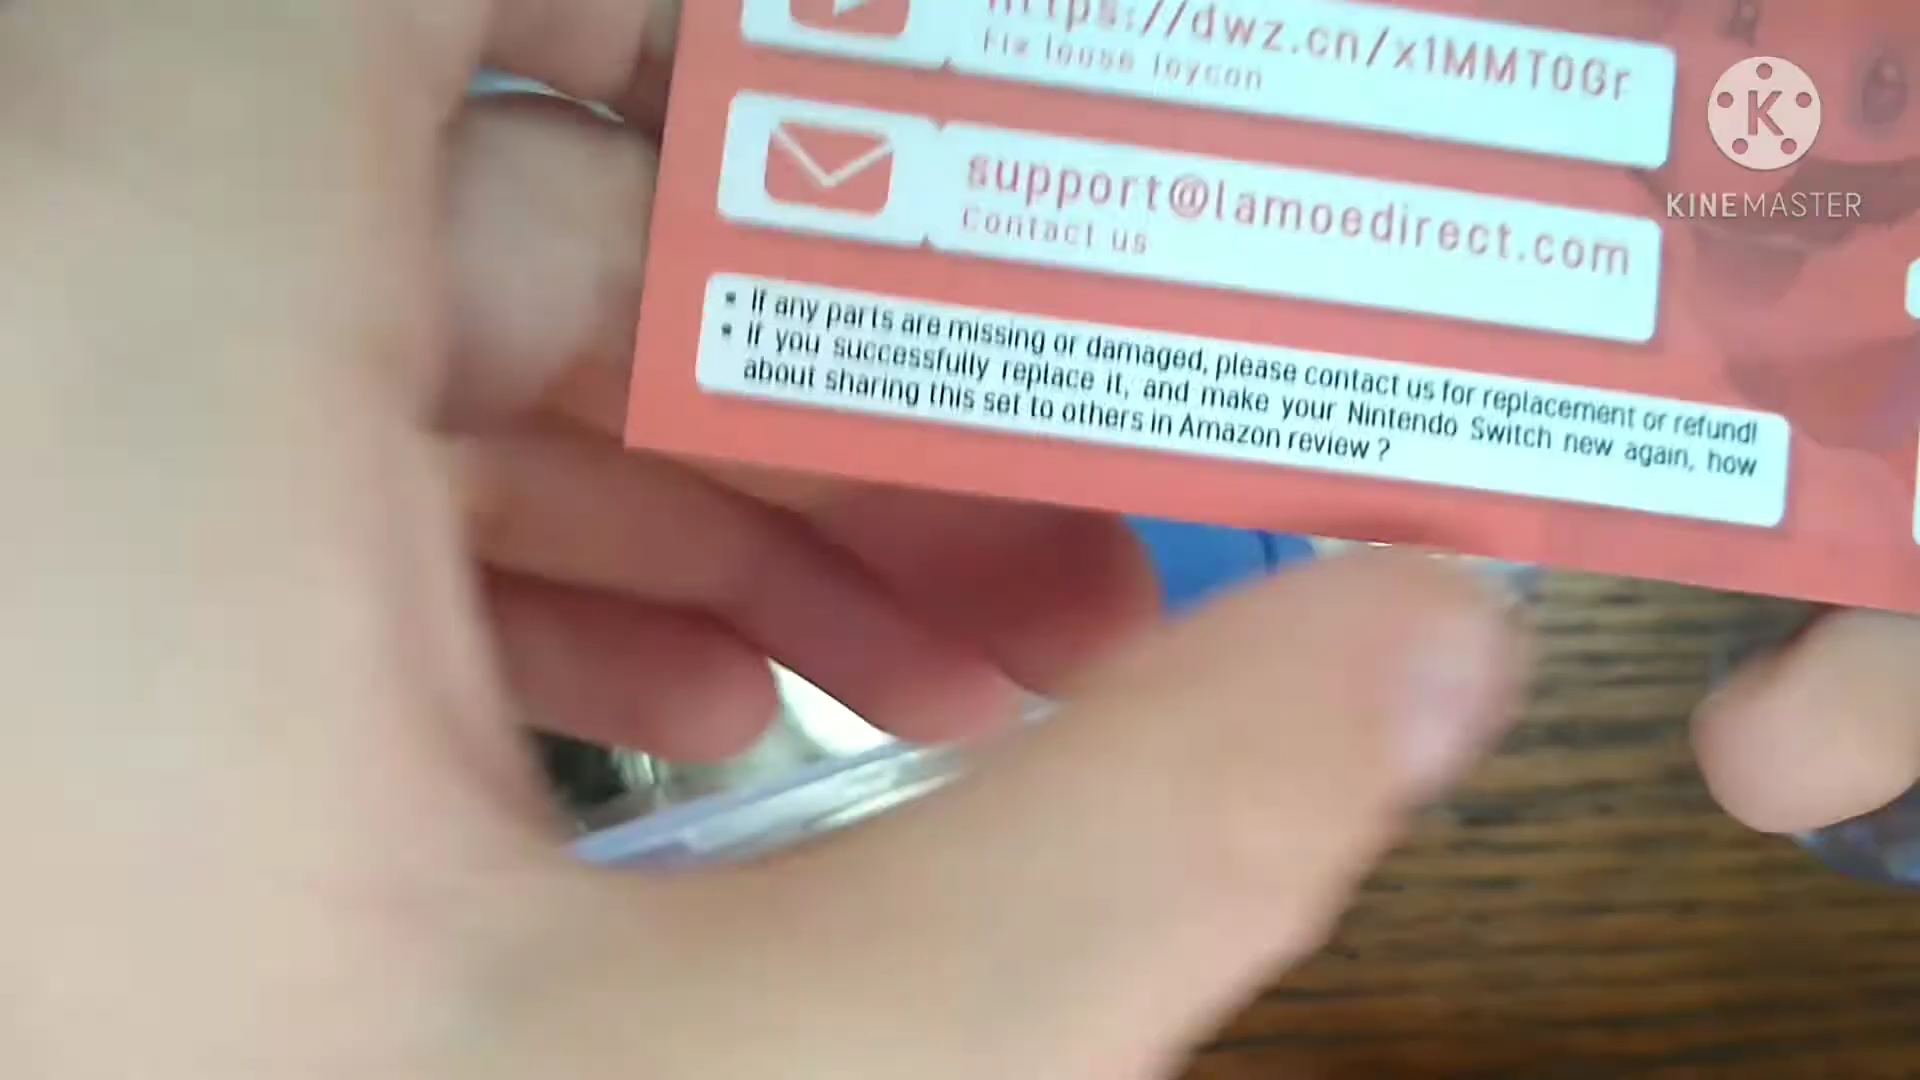 https://dwz.cn/x1MMT0Gr
Fix loose joycon
support@lamoedirect.com
Contact us
• If any parts are missing or damaged, please contact us for replacement or refund!
• If you successfully replace it, and make your Nintendo Switch new again, how
about sharing this set to others in Amazon review ?
K
KINEMASTER